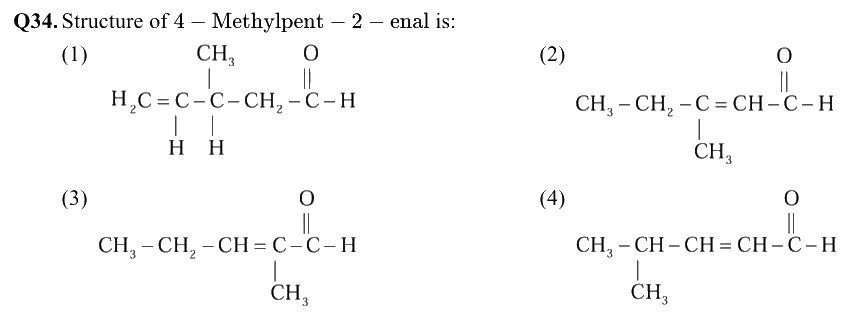 Q34. Structure of 4 – Methylpent – 2 – enal is:
(1)
CH₃ O
| ||
H₂C = C – C – CH₂ – C – H
| |
H H
(2)
O
||
CH₃ – CH₂ – C = CH – C – H
|
CH₃
(3)
O
||
CH₃ – CH₂ – CH = C – C – H
|
CH₃
(4)
O
||
CH₃ – CH – CH = CH – C – H
|
CH₃